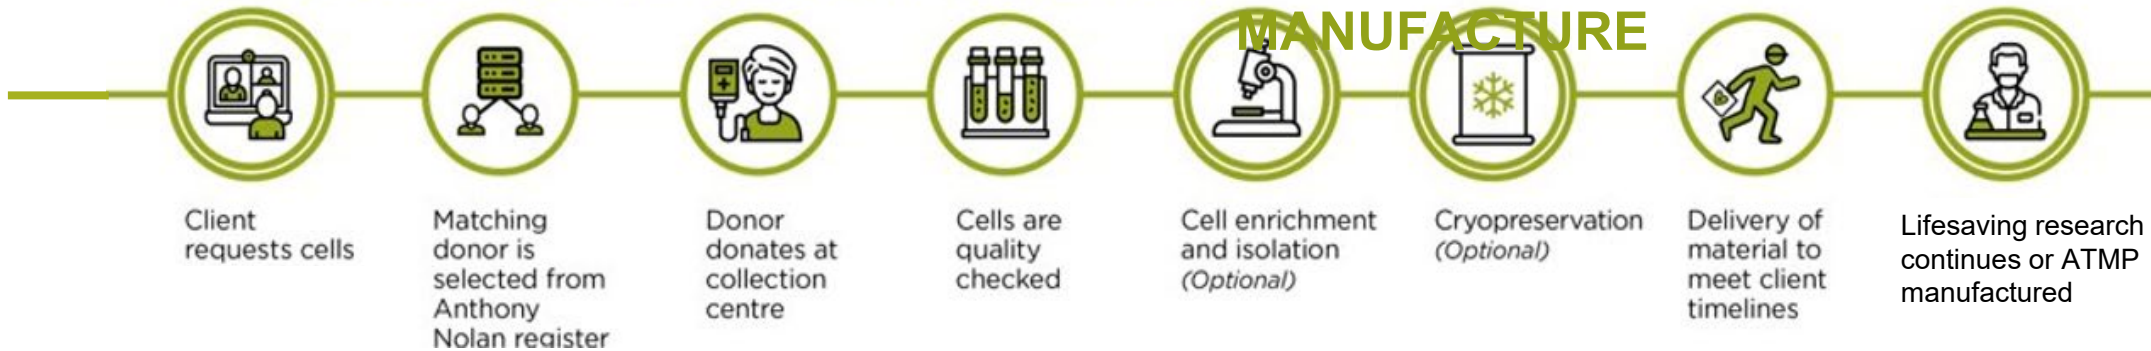 MANUFACTURE
Client
requests cells
Matching
donor is
selected from
Anthony
Nolan register
Donor
donates at
collection
centre
Cells are
quality
checked
Cell enrichment
and isolation
(Optional)
Cryopreservation
(Optional)
Delivery of
material to
meet client
timelines
Lifesaving research
continues or ATMP
manufactured